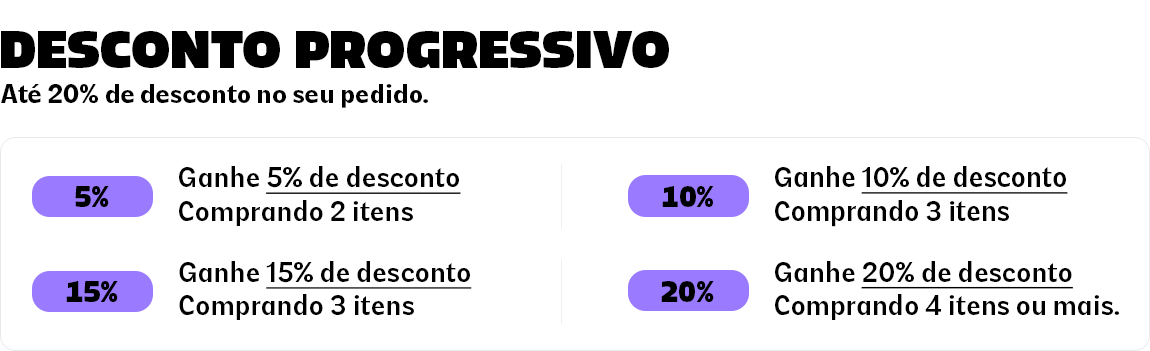 DESCONTO PROGRESSIVO
Até 20% de desconto no seu pedido.
5%
Ganhe 5% de desconto
Comprando 2 itens
10%
Ganhe 10% de desconto
Comprando 3 itens
15%
Ganhe 15% de desconto
Comprando 3 itens
20%
Ganhe 20% de desconto
Comprando 4 itens ou mais.